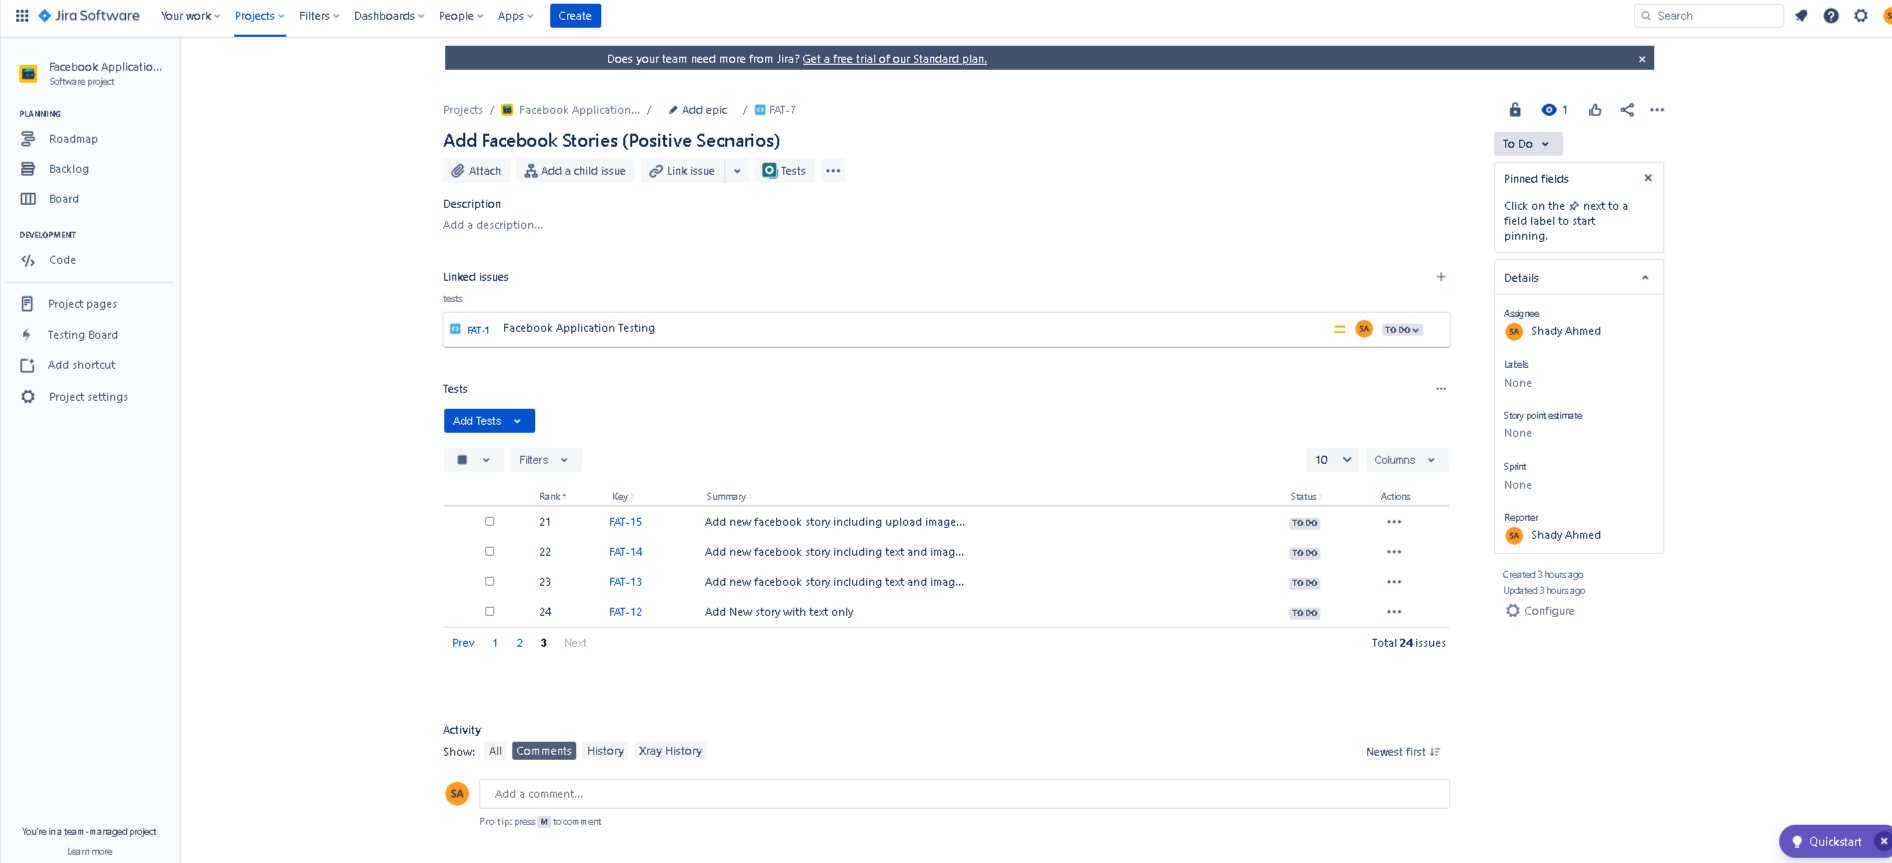 Jira Software Your work Projects Filters Dashboards People Apps Create Search
Facebook Applicatio...
Software project
PLANNING
Roadmap
Backlog
Board
DEVELOPMENT
Code
Project pages
Testing Board
Add shortcut
Project settings
You're in a team-managed project
Learn more
Does your team need more from Jira? Get a free trial of our Standard plan.
Projects / Facebook Application... / Add epic / FAT-7
1
Add Facebook Stories (Positive Secnarios)
Attach Add a child issue Link issue Tests
Description
Add a description...
Linked issues
tests
FAT-1 Facebook Application Testing SA TO DO
Tests
Add Tests
Filters 10 Columns
Rank Key Summary Status Actions
21 FAT-15 Add new facebook story including upload image... TO DO
22 FAT-14 Add new facebook story including text and imag... TO DO
23 FAT-13 Add new facebook story including text and imag... TO DO
24 FAT-12 Add New story with text only TO DO
Prev 1 2 3 Next Total 24 issues
Activity
Show: All Comments History Xray History Newest first
SA Add a comment...
Pro tip: press M to comment
To Do
Pinned fields
Click on the next to a
field label to start
pinning.
Details
Assignee
SA Shady Ahmed
Labels
None
Story point estimate
None
Sprint
None
Reporter
SA Shady Ahmed
Created 3 hours ago
Updated 3 hours ago
Configure
Quickstart